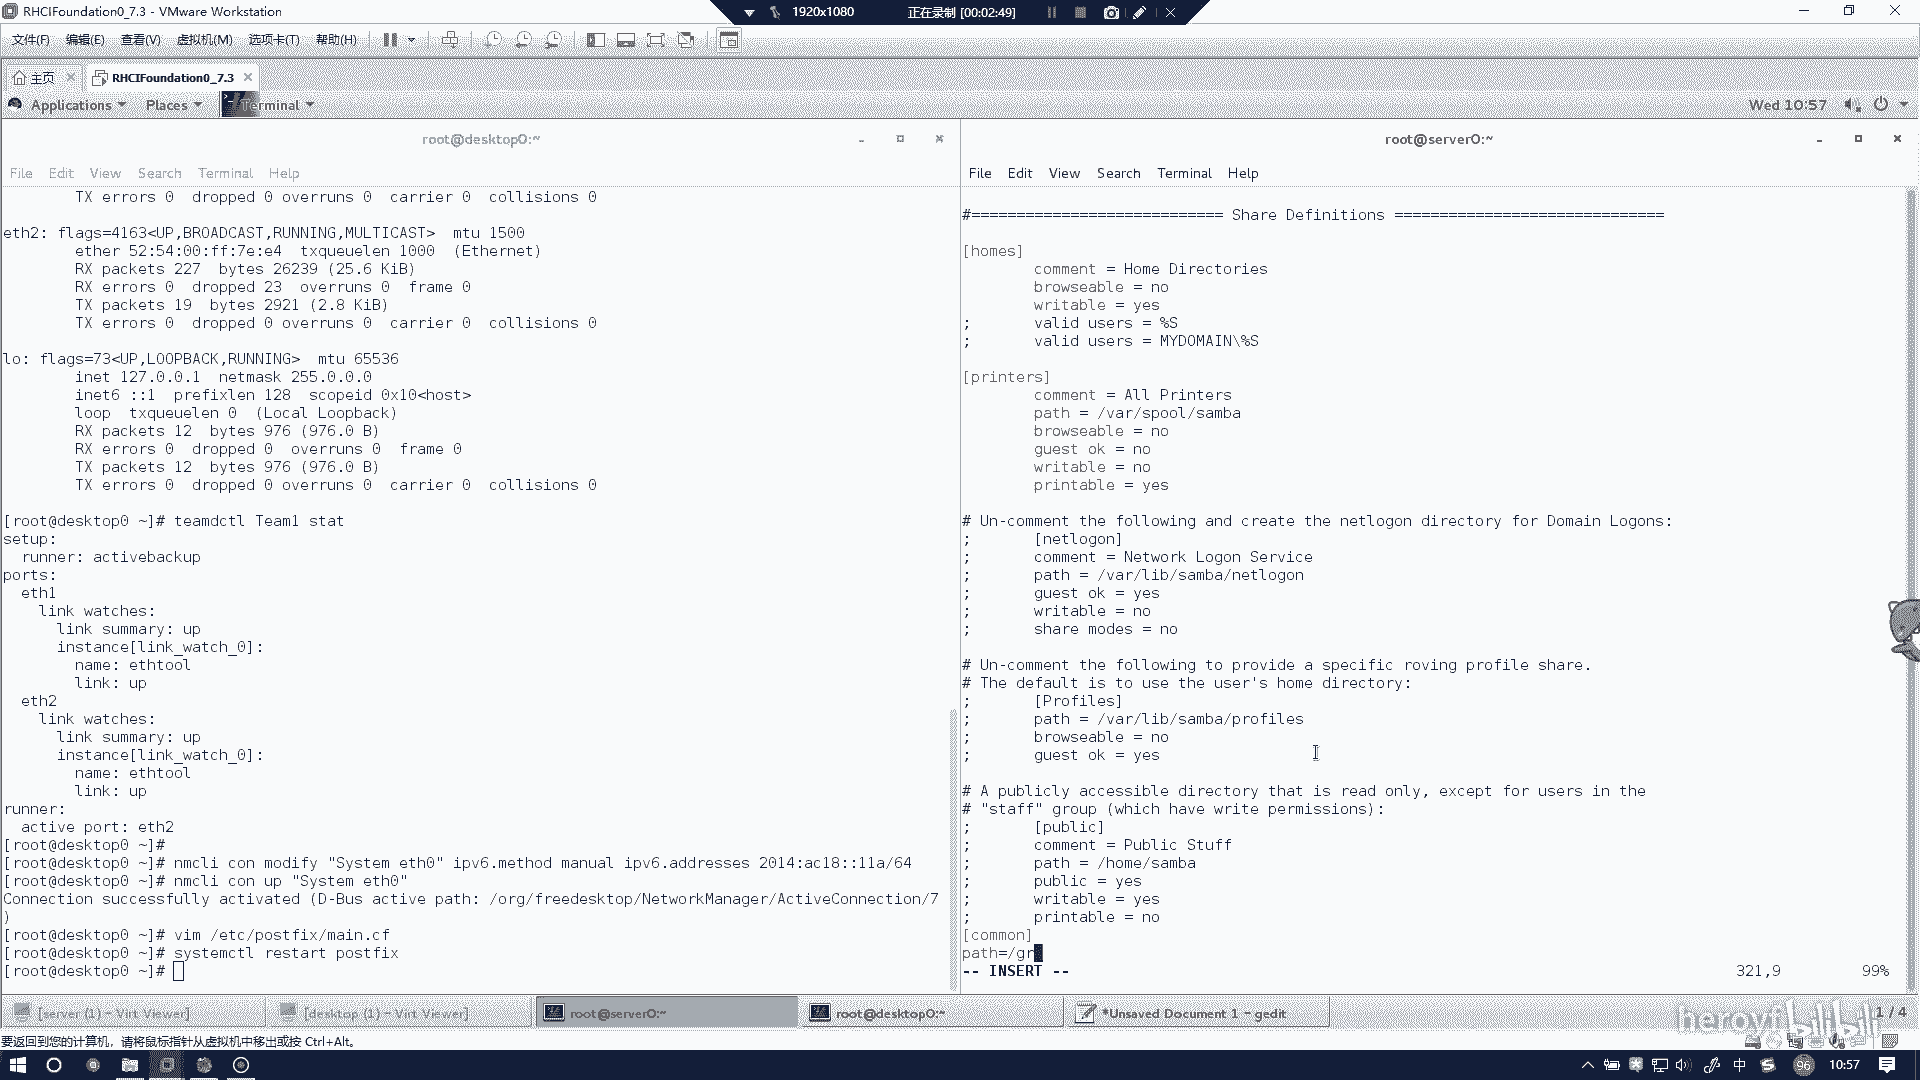 RHCIFoundation0_7.3 - VMware Workstation
1920x1080
正在录制 [00:02:49]
文件(F) 编辑(E) 查看(V) 虚拟机(M) 选项卡(T) 帮助(H)
主页
RHCIFoundation0_7.3
Applications Places Terminal
Wed 10:57
root@desktop0:~
File Edit View Search Terminal Help
TX errors 0  dropped 0 overruns 0  carrier 0  collisions 0
eth2: flags=4163<UP,BROADCAST,RUNNING,MULTICAST>  mtu 1500
ether 52:54:00:ff:7e:e4  txqueuelen 1000  (Ethernet)
RX packets 227  bytes 26239 (25.6 KiB)
RX errors 0  dropped 23  overruns 0  frame 0
TX packets 19  bytes 2921 (2.8 KiB)
TX errors 0  dropped 0 overruns 0  carrier 0  collisions 0
lo: flags=73<UP,LOOPBACK,RUNNING>  mtu 65536
inet 127.0.0.1  netmask 255.0.0.0
inet6 ::1  prefixlen 128  scopeid 0x10<host>
loop  txqueuelen 0  (Local Loopback)
RX packets 12  bytes 976 (976.0 B)
RX errors 0  dropped 0  overruns 0  frame 0
TX packets 12  bytes 976 (976.0 B)
TX errors 0  dropped 0 overruns 0  carrier 0  collisions 0
[root@desktop0 ~]# teamdctl Team1 stat
setup:
runner: activebackup
ports:
eth1
link watches:
link summary: up
instance[link_watch_0]:
name: ethtool
link: up
eth2
link watches:
link summary: up
instance[link_watch_0]:
name: ethtool
link: up
runner:
active port: eth2
[root@desktop0 ~]#
[root@desktop0 ~]# nmcli con modify "System eth0" ipv6.method manual ipv6.addresses 2014:ac18::11a/64
[root@desktop0 ~]# nmcli con up "System eth0"
Connection successfully activated (D-Bus active path: /org/freedesktop/NetworkManager/ActiveConnection/7
)
[root@desktop0 ~]# vim /etc/postfix/main.cf
[root@desktop0 ~]# systemctl restart postfix
[root@desktop0 ~]#
root@server0:~
File Edit View Search Terminal Help
#============================ Share Definitions ==============================
[homes]
comment = Home Directories
browseable = no
writable = yes
; valid users = %S
; valid users = MYDOMAIN\%S
[printers]
comment = All Printers
path = /var/spool/samba
browseable = no
guest ok = no
writable = no
printable = yes
# Un-comment the following and create the netlogon directory for Domain Logons:
; [netlogon]
; comment = Network Logon Service
; path = /var/lib/samba/netlogon
; guest ok = yes
; writable = no
; share modes = no
# Un-comment the following to provide a specific roving profile share.
# The default is to use the user's home directory:
; [Profiles]
; path = /var/lib/samba/profiles
; browseable = no
; guest ok = yes
# A publicly accessible directory that is read only, except for users in the
# "staff" group (which have write permissions):
; [public]
; comment = Public Stuff
; path = /home/samba
; public = yes
; writable = yes
; printable = no
[common]
path=/gr
-- INSERT -- 321,9 99%
[server (1) - Virt Viewer]
[desktop (1) - Virt Viewer]
root@server0:~
root@desktop0:~
*Unsaved Document 1 - gedit
1 / 4
heroyf bilibili
要返回到您的计算机，请将鼠标指针从虚拟机中移出或按 Ctrl+Alt。
中
96
10:57